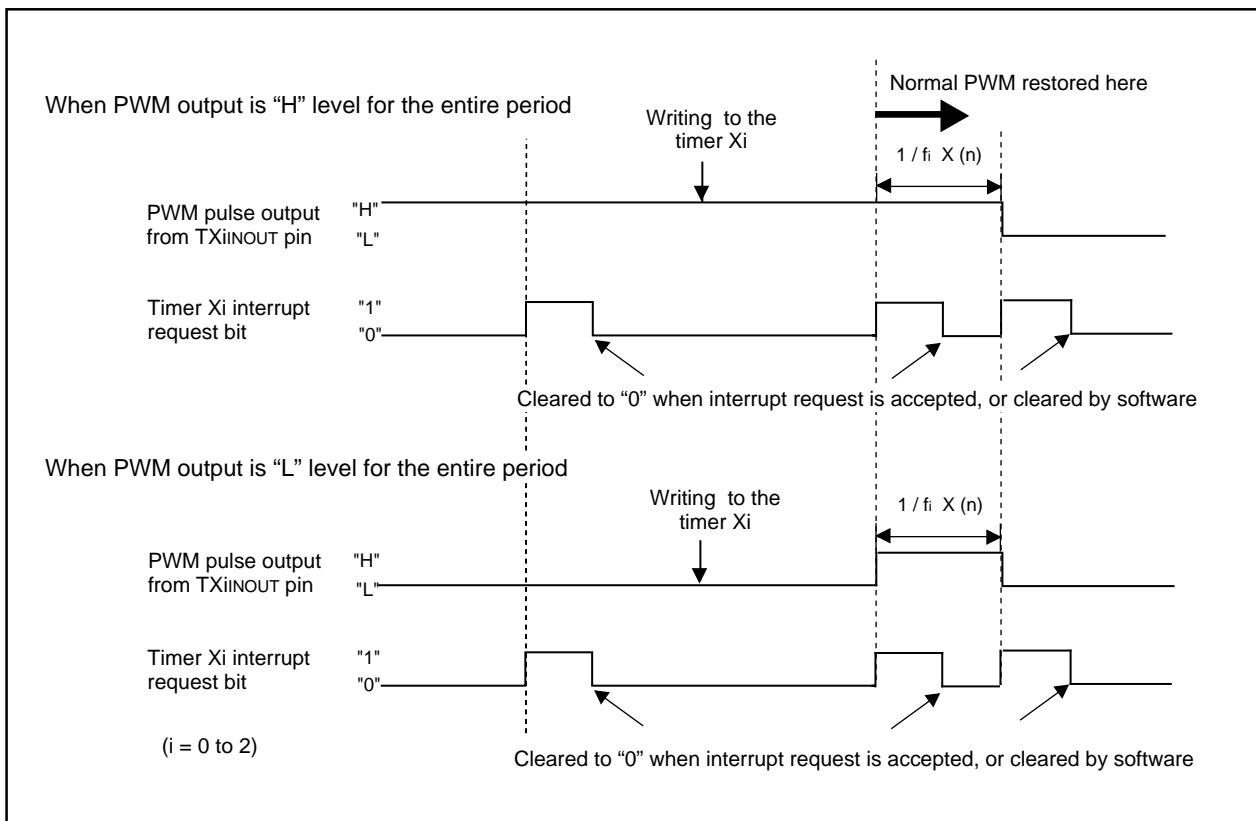 Normal PWM restored here
When PWM output is “H” level for the entire period
Writing to the
timer Xi
1 / fi X (n)
PWM pulse output
from TXiINOUT pin
"H"
"L"
Timer Xi interrupt
request bit
"1"
"0"
Cleared to “0” when interrupt request is accepted, or cleared by software
When PWM output is “L” level for the entire period
Writing to the
timer Xi
1 / fi X (n)
PWM pulse output
from TXiINOUT pin
"H"
"L"
Timer Xi interrupt
request bit
"1"
"0"
(i = 0 to 2)
Cleared to “0” when interrupt request is accepted, or cleared by software